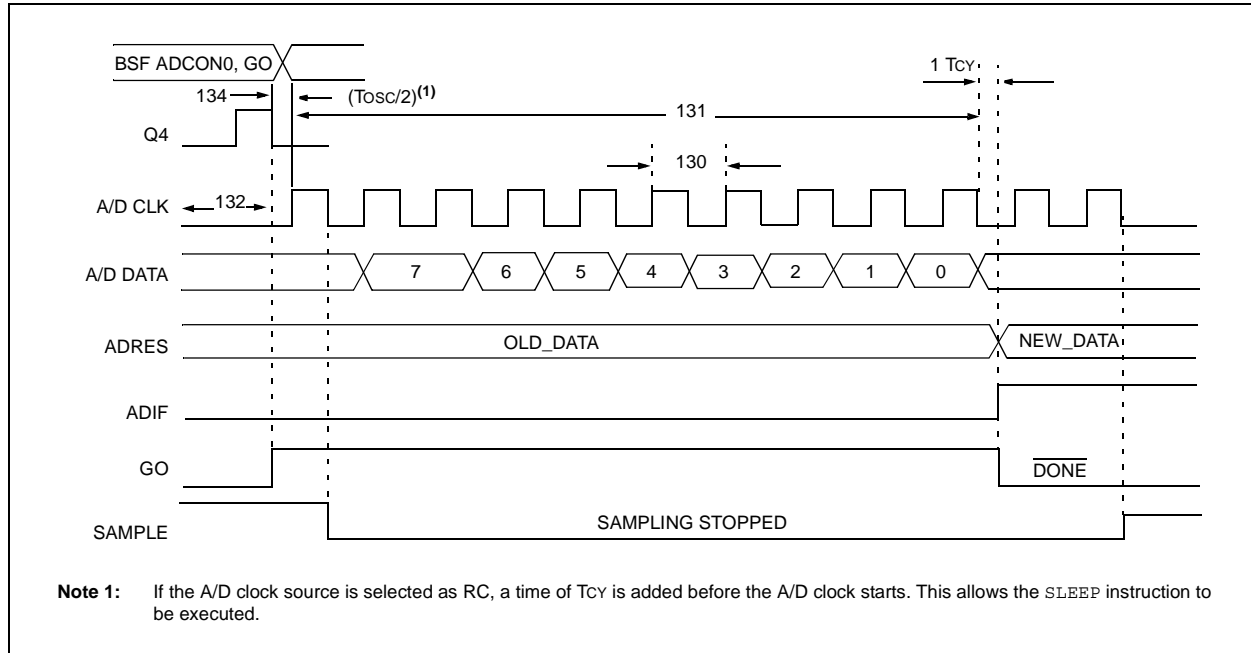 BSF ADCON0, GO
1 TCY
134
(TOSC/2)(1)
131
Q4
130
A/D CLK
132
A/D DATA
7 6 5 4 3 2 1 0
ADRES
OLD_DATA
NEW_DATA
ADIF
GO
DONE
SAMPLE
SAMPLING STOPPED
Note 1: If the A/D clock source is selected as RC, a time of TCY is added before the A/D clock starts. This allows the SLEEP instruction to
be executed.